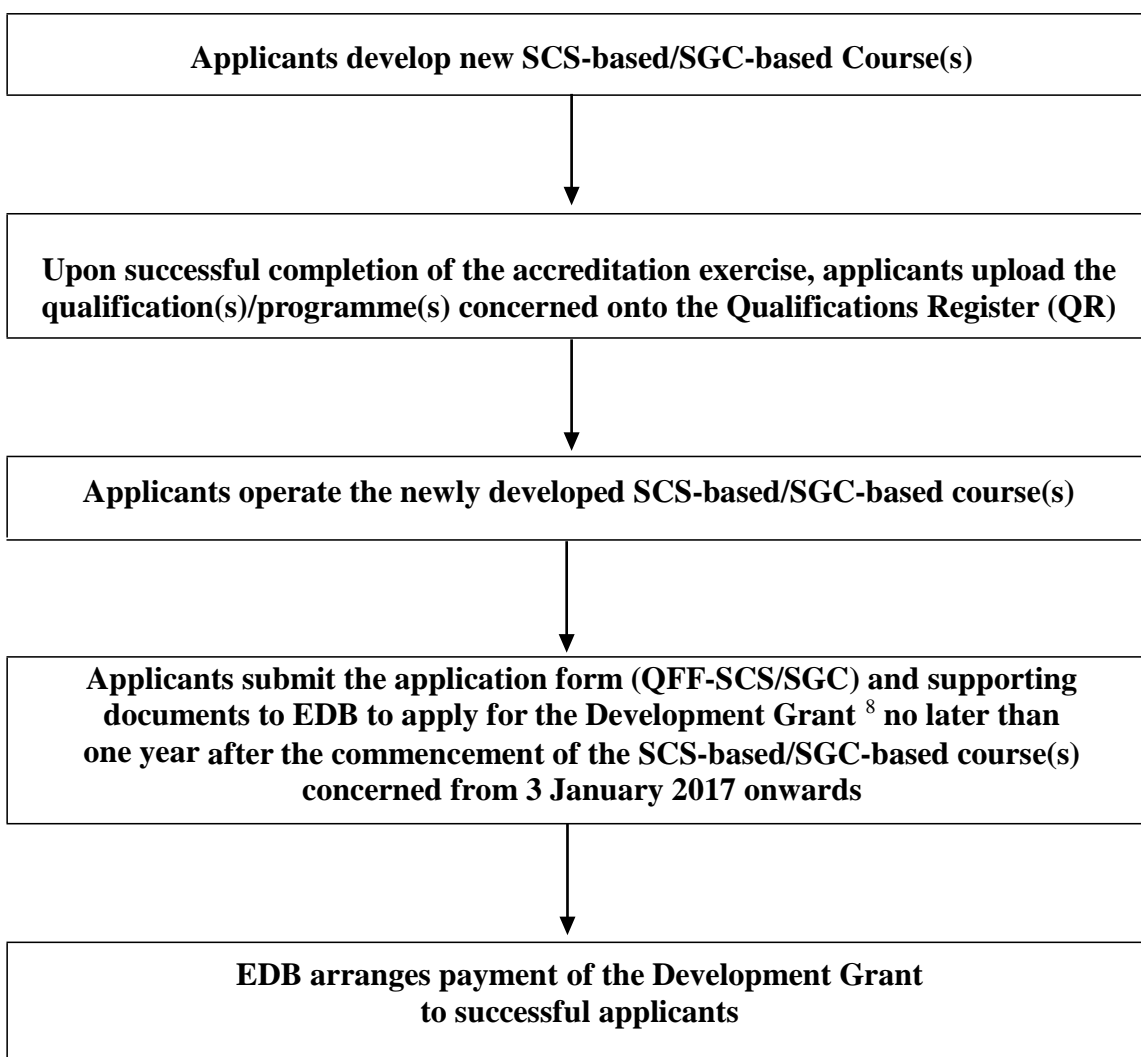 Applicants develop new SCS-based/SGC-based Course(s)
Upon successful completion of the accreditation exercise, applicants upload the
qualification(s)/programme(s) concerned onto the Qualifications Register (QR)
Applicants operate the newly developed SCS-based/SGC-based course(s)
Applicants submit the application form (QFF-SCS/SGC) and supporting
documents to EDB to apply for the Development Grant 8 no later than
one year after the commencement of the SCS-based/SGC-based course(s)
concerned from 3 January 2017 onwards
EDB arranges payment of the Development Grant
to successful applicants